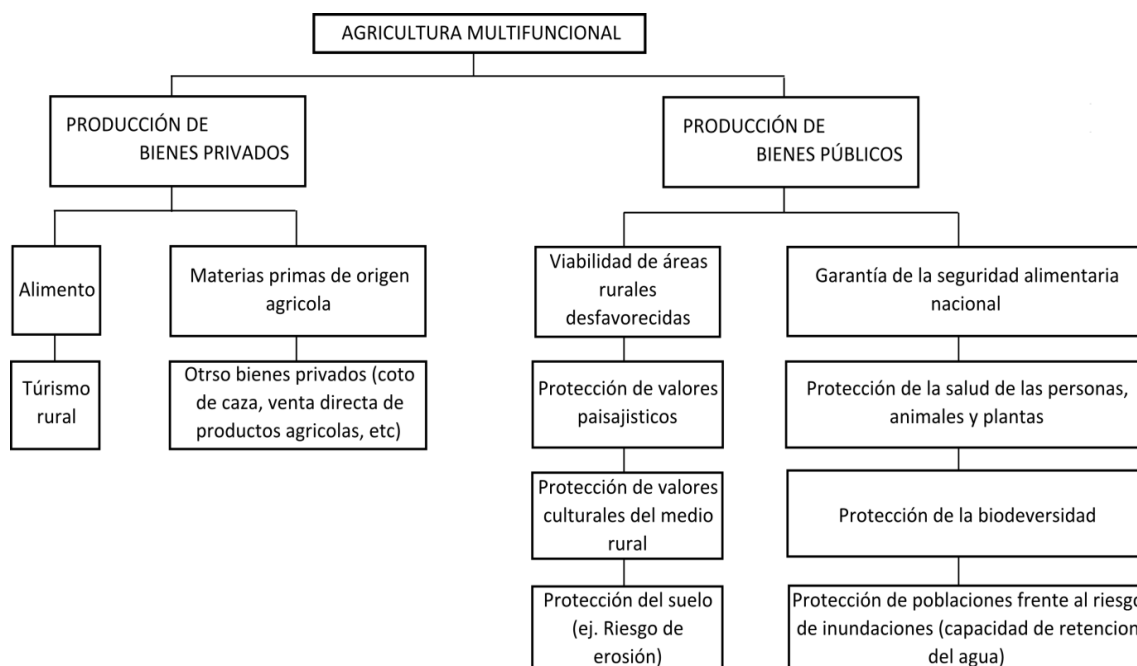 AGRICULTURA MULTIFUNCIONAL
PRODUCCIÓN DE
BIENES PRIVADOS
PRODUCCIÓN DE
BIENES PÚBLICOS
Alimento
Materias primas de origen
agricola
Viabilidad de áreas
rurales
desfavorecidas
Garantía de la seguridad alimentaria
nacional
Túrismo
rural
Otrso bienes privados (coto
de caza, venta directa de
productos agricolas, etc)
Protección de valores
paisajisticos
Protección de la salud de las personas,
animales y plantas
Protección de valores
culturales del medio
rural
Protección de la biodeversidad
Protección del suelo
(ej. Riesgo de
erosión)
Protección de poblaciones frente al riesgo
de inundaciones (capacidad de retencion
del agua)